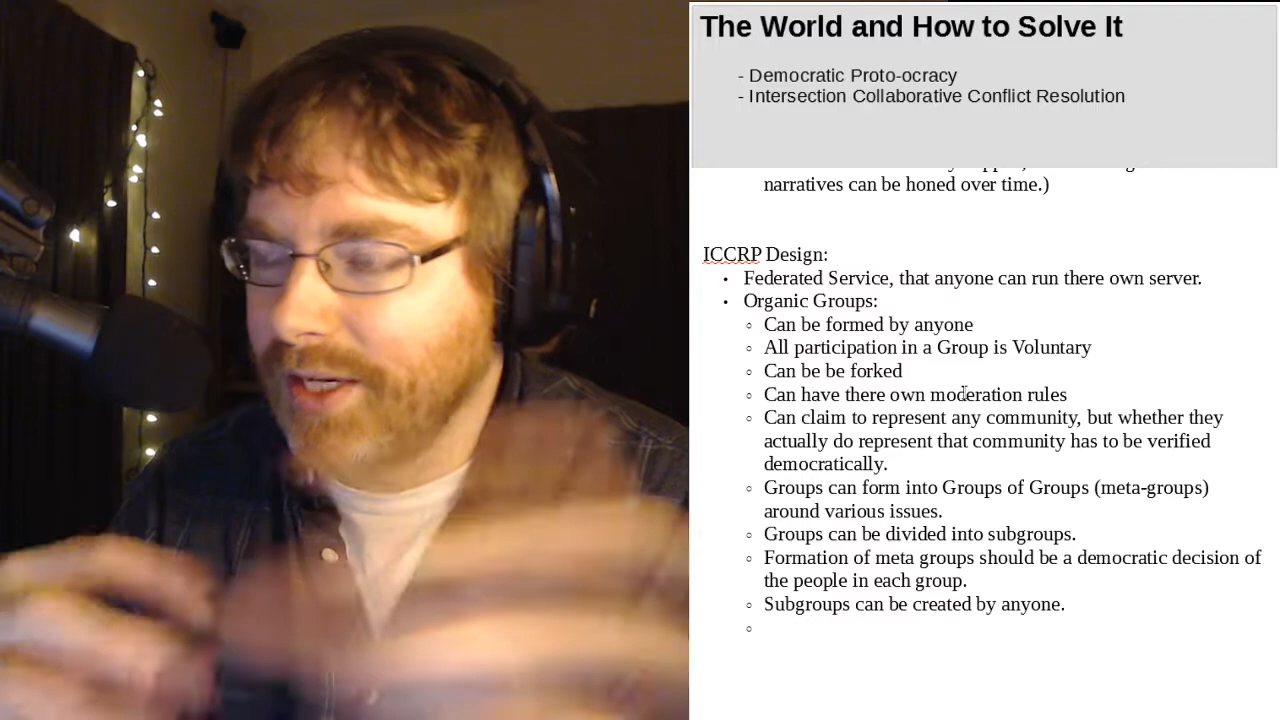 The World and How to Solve It
- Democratic Proto-ocracy
- Intersection Collaborative Conflict Resolution
narratives can be honed over time.)
ICCRP Design:
• Federated Service, that anyone can run there own server.
• Organic Groups:
◦ Can be formed by anyone
◦ All participation in a Group is Voluntary
◦ Can be be forked
◦ Can have there own moderation rules
◦ Can claim to represent any community, but whether they
actually do represent that community has to be verified
democratically.
◦ Groups can form into Groups of Groups (meta-groups)
around various issues.
◦ Groups can be divided into subgroups.
◦ Formation of meta groups should be a democratic decision of
the people in each group.
◦ Subgroups can be created by anyone.
◦